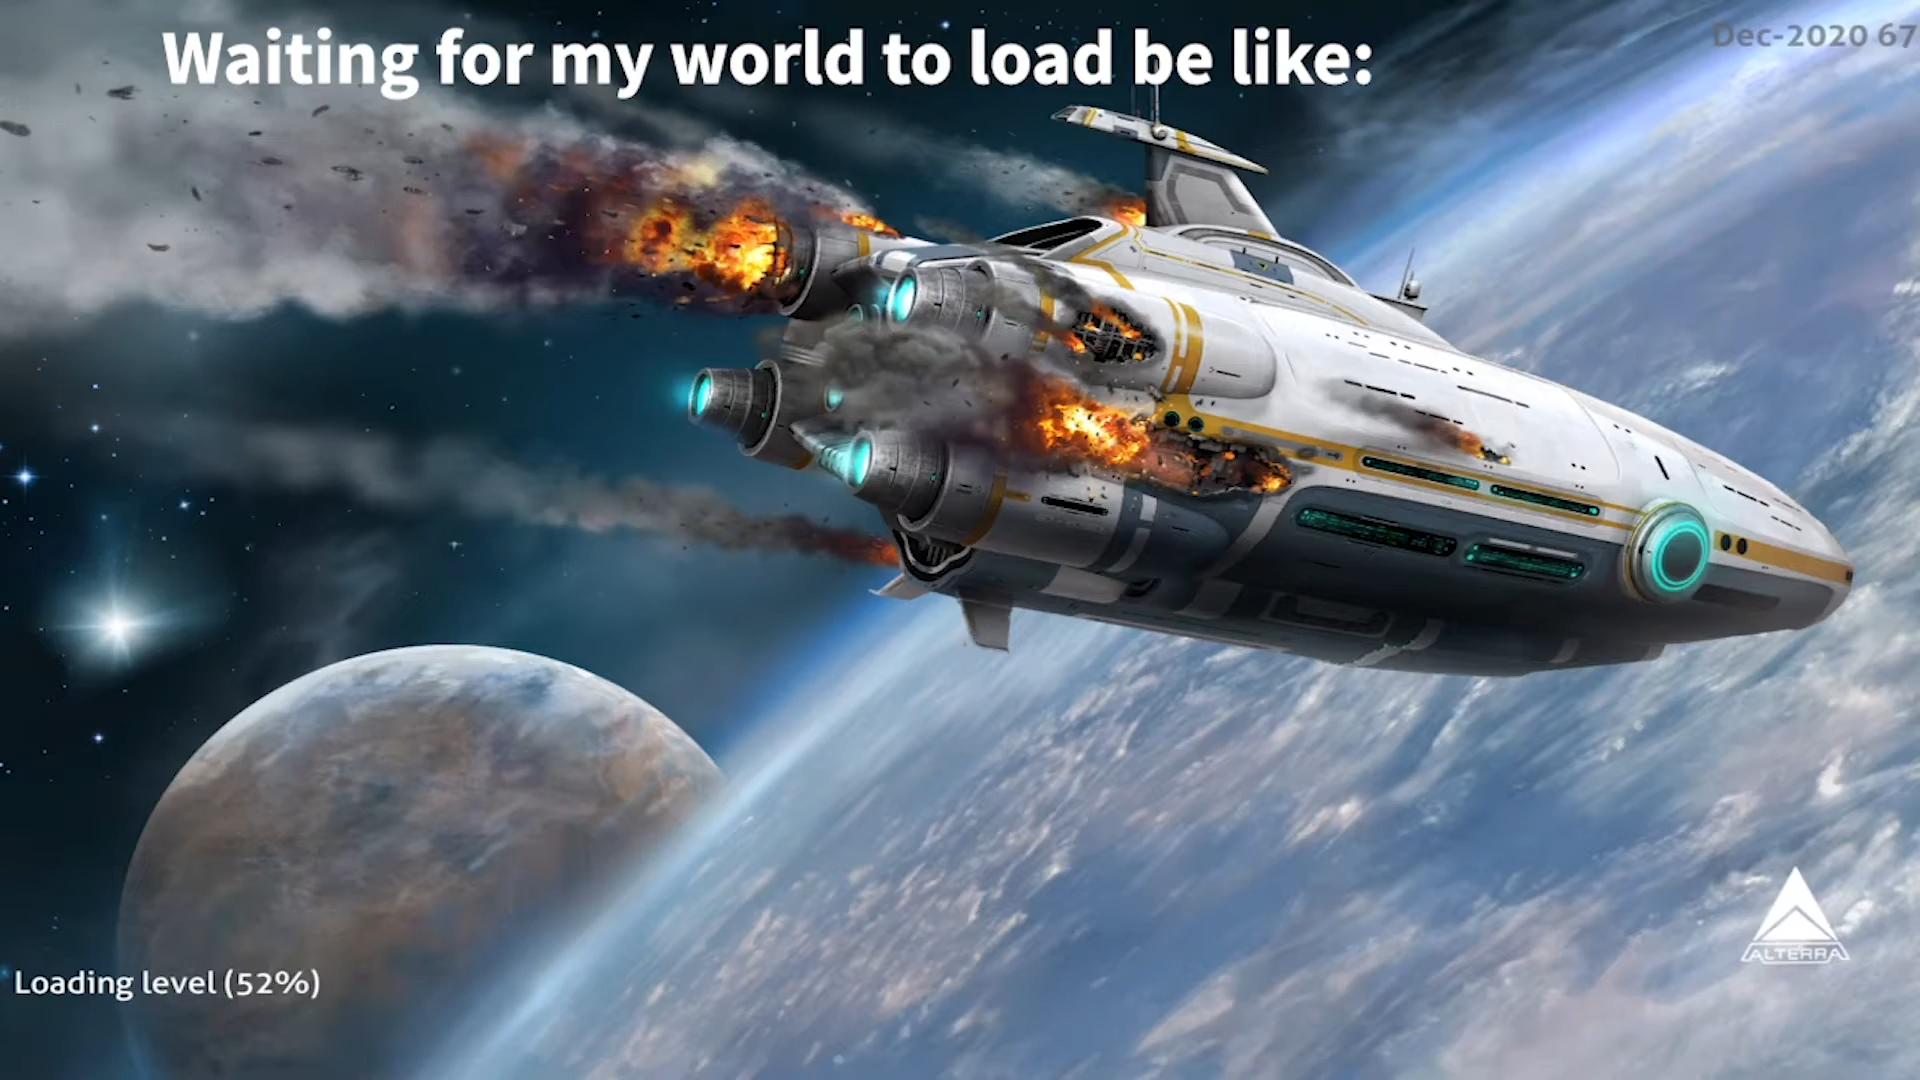 Waiting for my world to load be like:
Dec-2020 67
ALTERRA
Loading level (52%)